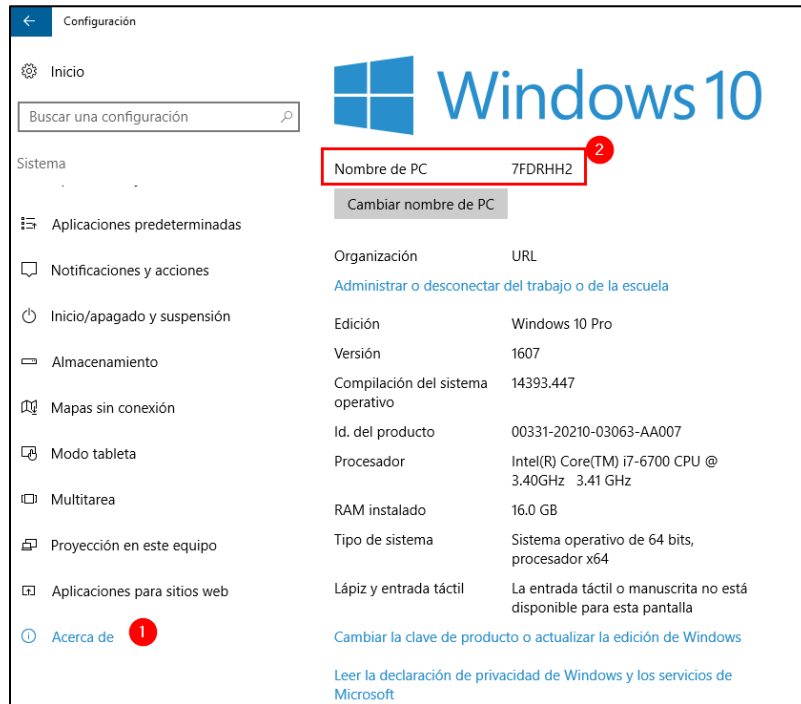 Configuración
Inicio
Buscar una configuración
Sistema
Aplicaciones predeterminadas
Notificaciones y acciones
Inicio/apagado y suspensión
Almacenamiento
Mapas sin conexión
Modo tableta
Multitarea
Proyección en este equipo
Aplicaciones para sitios web
Acerca de 1
Windows 10
2
Nombre de PC 7FDRHH2
Cambiar nombre de PC
Organización URL
Administrar o desconectar del trabajo o de la escuela
Edición Windows 10 Pro
Versión 1607
Compilación del sistema 14393.447
operativo
Id. del producto 00331-20210-03063-AA007
Procesador Intel(R) Core(TM) i7-6700 CPU @
3.40GHz 3.41 GHz
RAM instalado 16.0 GB
Tipo de sistema Sistema operativo de 64 bits,
procesador x64
Lápiz y entrada táctil La entrada táctil o manuscrita no está
disponible para esta pantalla
Cambiar la clave de producto o actualizar la edición de Windows
Leer la declaración de privacidad de Windows y los servicios de
Microsoft